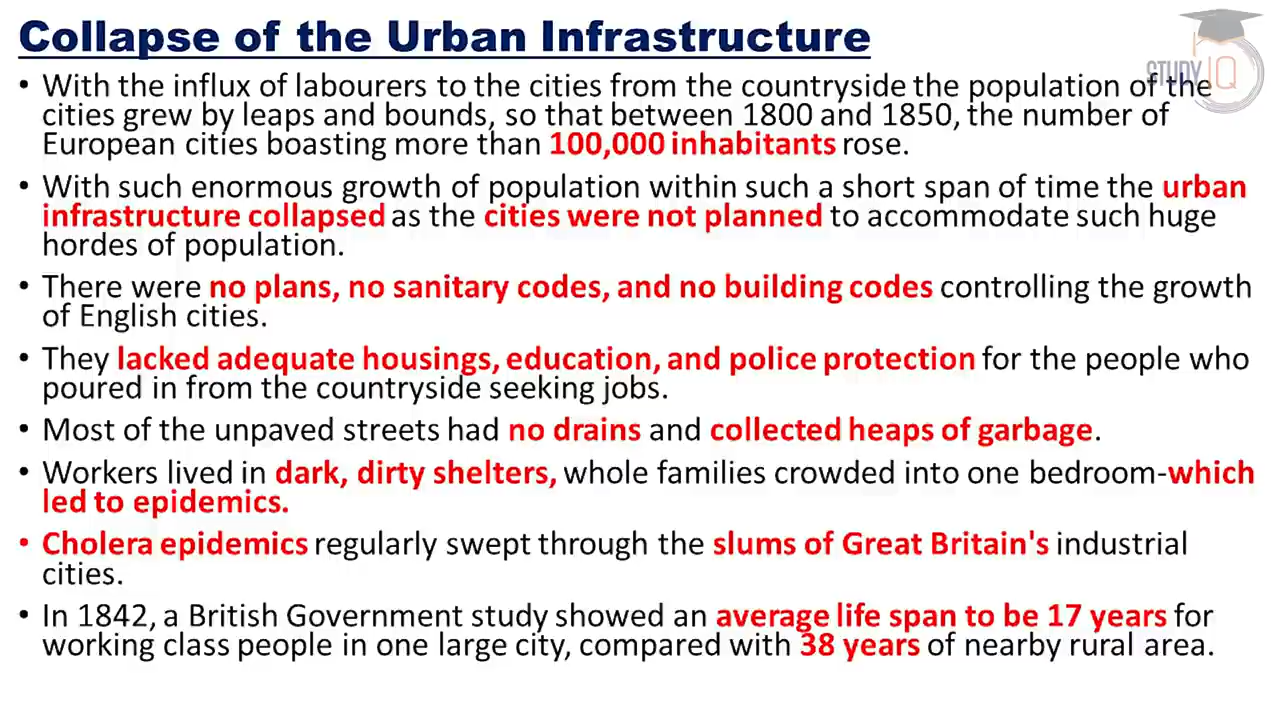 Collapse of the Urban Infrastructure
STUDY IQ
• With the influx of labourers to the cities from the countryside the population of the
cities grew by leaps and bounds, so that between 1800 and 1850, the number of
European cities boasting more than 100,000 inhabitants rose.
• With such enormous growth of population within such a short span of time the urban
infrastructure collapsed as the cities were not planned to accommodate such huge
hordes of population.
• There were no plans, no sanitary codes, and no building codes controlling the growth
of English cities.
• They lacked adequate housings, education, and police protection for the people who
poured in from the countryside seeking jobs.
• Most of the unpaved streets had no drains and collected heaps of garbage.
• Workers lived in dark, dirty shelters, whole families crowded into one bedroom-which
led to epidemics.
• Cholera epidemics regularly swept through the slums of Great Britain's industrial
cities.
• In 1842, a British Government study showed an average life span to be 17 years for
working class people in one large city, compared with 38 years of nearby rural area.